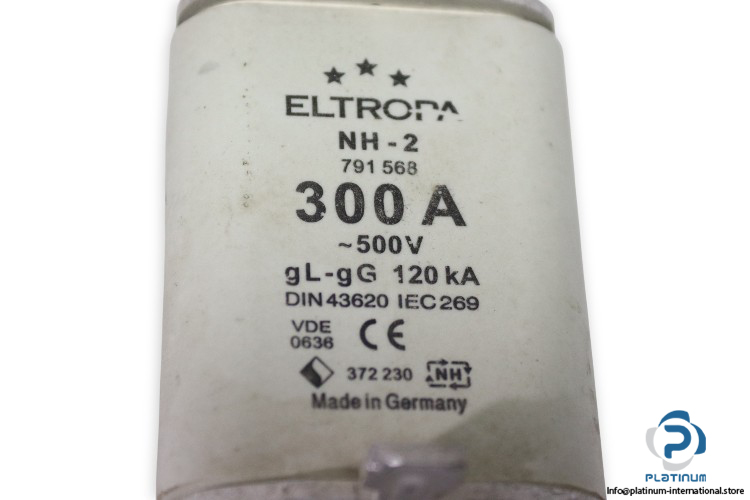 ELTROPA
NH-2
791 568
300 A
~500V
gL-gG 120 kA
DIN 43620 IEC 269
VDE
0636
CE
372 230
NH
Made in Germany
PLATINUM
Info@platinum-international.store